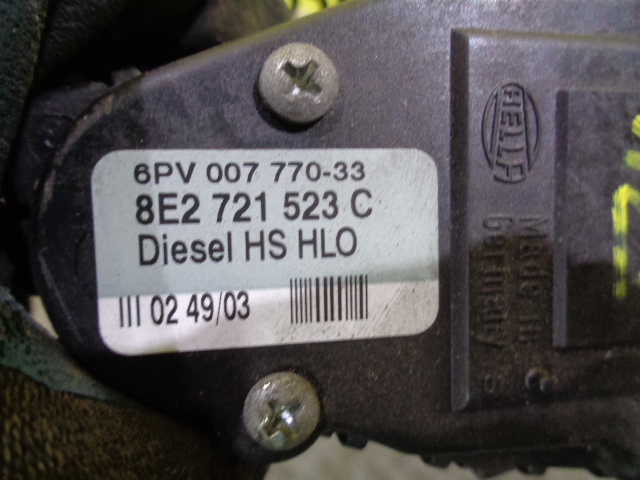 6PV 007 770-33
8E2 721 523 C
Diesel HS HLO
III 02 49/03
HELLA
Made in
Germany S